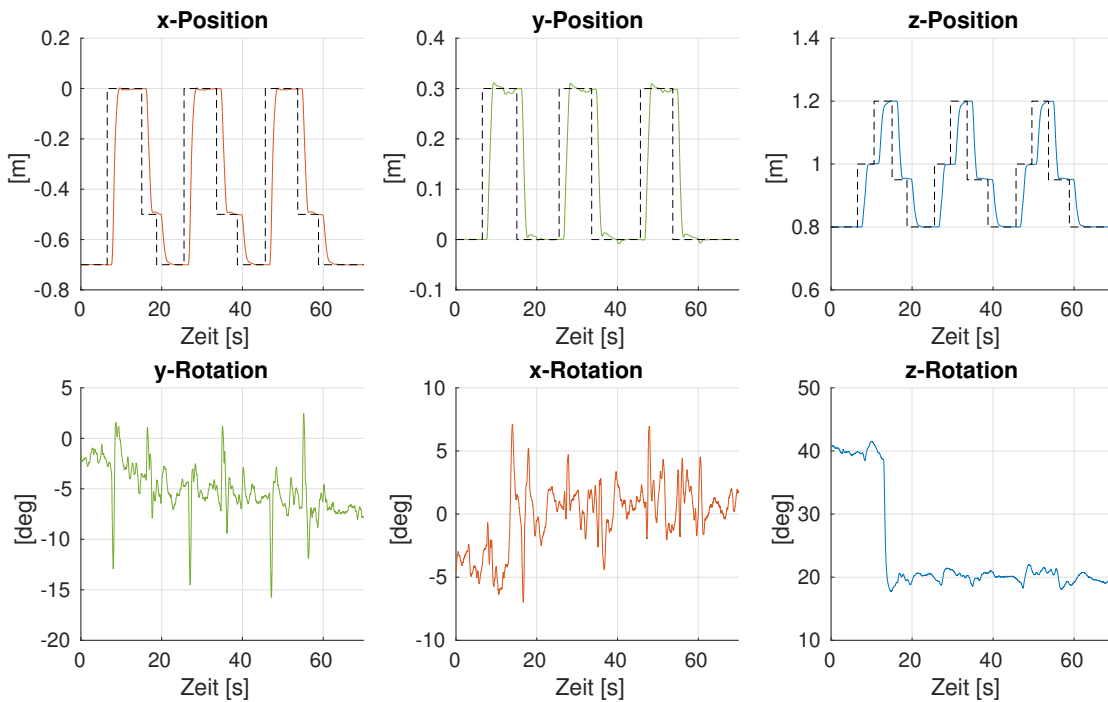 x-Position
0.2
0
-0.2
-0.4
-0.6
-0.8
[m]
0 20 40 60
Zeit [s]
y-Position
0.4
0.3
0.2
0.1
0
-0.1
[m]
0 20 40 60
Zeit [s]
z-Position
1.4
1.2
1
0.8
0.6
[m]
0 20 40 60
Zeit [s]
y-Rotation
5
0
-5
-10
-15
-20
[deg]
0 20 40 60
Zeit [s]
x-Rotation
10
5
0
-5
-10
[deg]
0 20 40 60
Zeit [s]
z-Rotation
50
40
30
20
10
[deg]
0 20 40 60
Zeit [s]